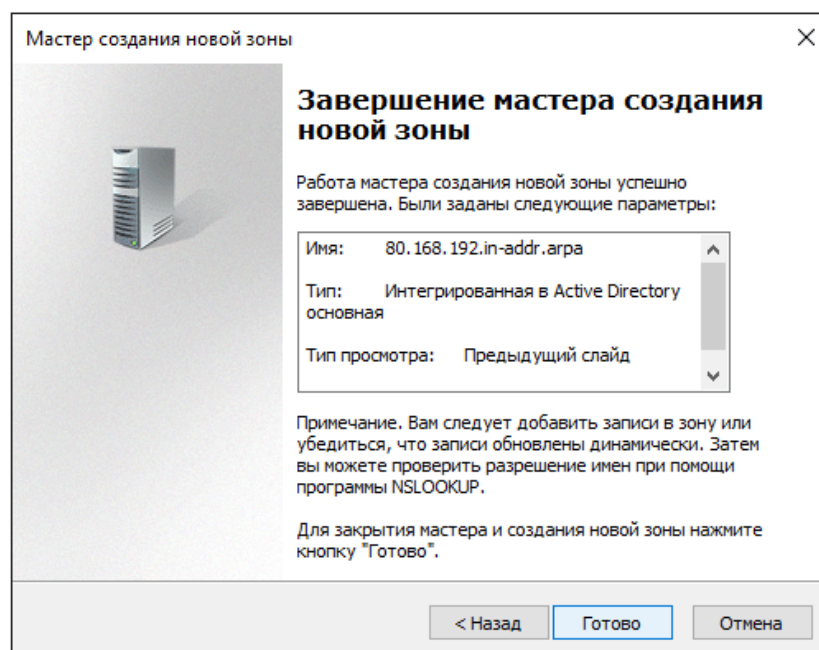 Мастер создания новой зоны
Завершение мастера создания
новой зоны
Работа мастера создания новой зоны успешно
завершена. Были заданы следующие параметры:
Имя: 80.168.192.in-addr.arpa
Тип: Интегрированная в Active Directory
основная
Тип просмотра: Предыдущий слайд
Примечание. Вам следует добавить записи в зону или
убедиться, что записи обновлены динамически. Затем
вы можете проверить разрешение имен при помощи
программы NSLOOKUP.
Для закрытия мастера и создания новой зоны нажмите
кнопку "Готово".
< Назад Готово Отмена